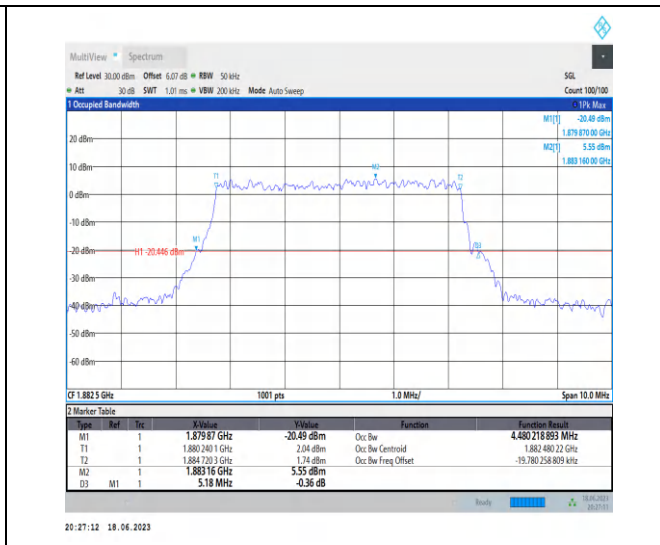 MultiView Spectrum
Ref Level 30.00 dBm Offset 6.07 dB RBW 50 kHz SGL
Att 30 dB SWT 1.01 ms VBW 200 kHz Mode Auto Sweep Count 100/100
1 Occupied Bandwidth 1Pk Max
M1[1] -20.49 dBm
1.879 870 00 GHz
M2[1] 5.55 dBm
1.883 160 00 GHz
20 dBm
10 dBm
M2
T1 T2
0 dBm
-10 dBm
M1
D3
-20 dBm H1 -20.446 dBm
-30 dBm
-40 dBm
-50 dBm
-60 dBm
CF 1.882 5 GHz 1001 pts 1.0 MHz/ Span 10.0 MHz
2 Marker Table
Type Ref Trc X-Value Y-Value Function Function Result
M1 1 1.879 87 GHz -20.49 dBm Occ Bw 4.480 218 893 MHz
T1 1 1.880 240 1 GHz 2.04 dBm Occ Bw Centroid 1.882 480 22 GHz
T2 1 1.884 720 3 GHz 1.74 dBm Occ Bw Freq Offset -19.780 258 809 kHz
M2 1 1.883 16 GHz 5.55 dBm
D3 M1 1 5.18 MHz -0.36 dB
Ready 18.06.2023
20:27:11
20:27:12 18.06.2023